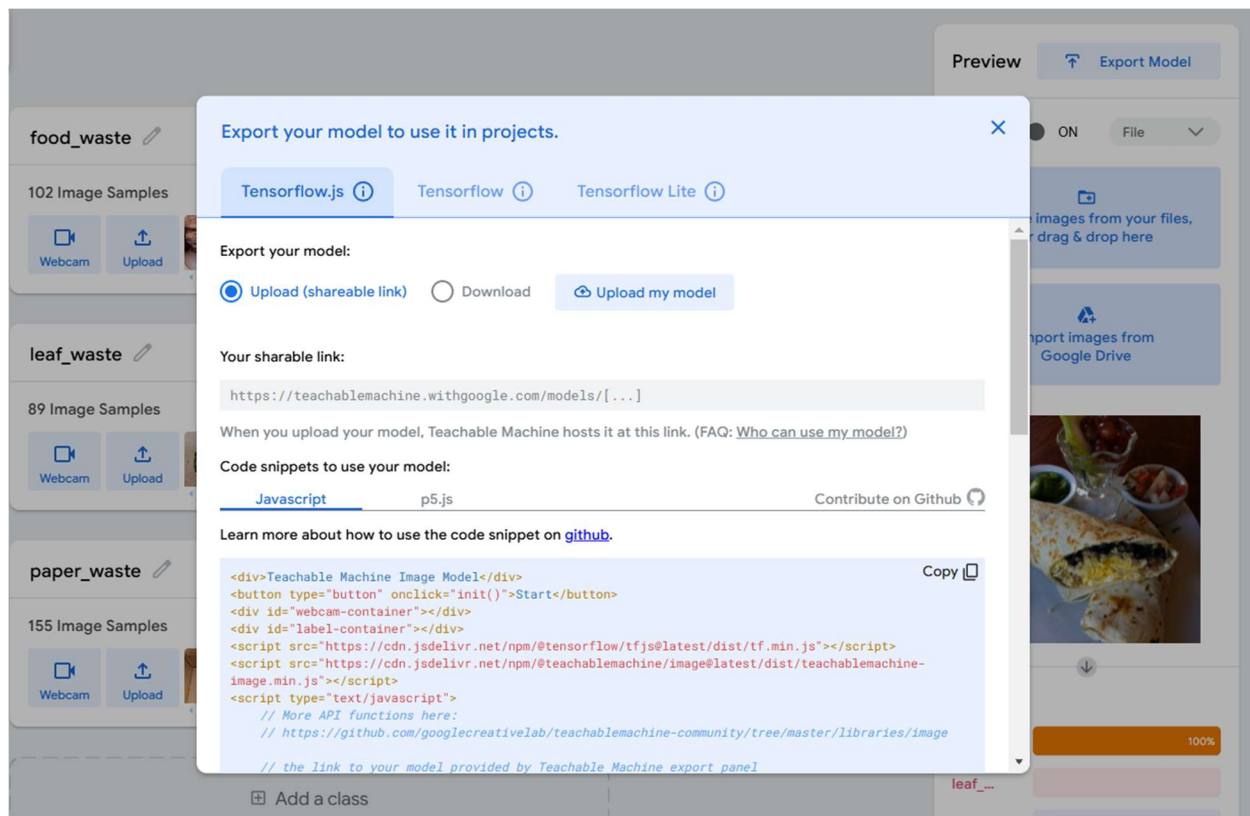 Preview
Export Model
food_waste
102 Image Samples
Webcam
Upload
leaf_waste
89 Image Samples
Webcam
Upload
paper_waste
155 Image Samples
Webcam
Upload
Add a class
Export your model to use it in projects.
Tensorflow.js
Tensorflow
Tensorflow Lite
Export your model:
Upload (shareable link)
Download
Upload my model
Your sharable link:
https://teachablemachine.withgoogle.com/models/[...]
When you upload your model, Teachable Machine hosts it at this link. (FAQ: Who can use my model?)
Code snippets to use your model:
Javascript
p5.js
Contribute on Github
Learn more about how to use the code snippet on github.
Copy
<div>Teachable Machine Image Model</div>
<button type="button" onclick="init()">Start</button>
<div id="webcam-container"></div>
<div id="label-container"></div>
<script src="https://cdn.jsdelivr.net/npm/@tensorflow/tfjs@latest/dist/tf.min.js"></script>
<script src="https://cdn.jsdelivr.net/npm/@teachablemachine/image@latest/dist/teachablemachine-
image.min.js"></script>
<script type="text/javascript">
// More API functions here:
// https://github.com/googlecreativelab/teachablemachine-community/tree/master/libraries/image
// the link to your model provided by Teachable Machine export panel
ON
File
images from your files,
drag & drop here
images from
Google Drive
100%
leaf_...